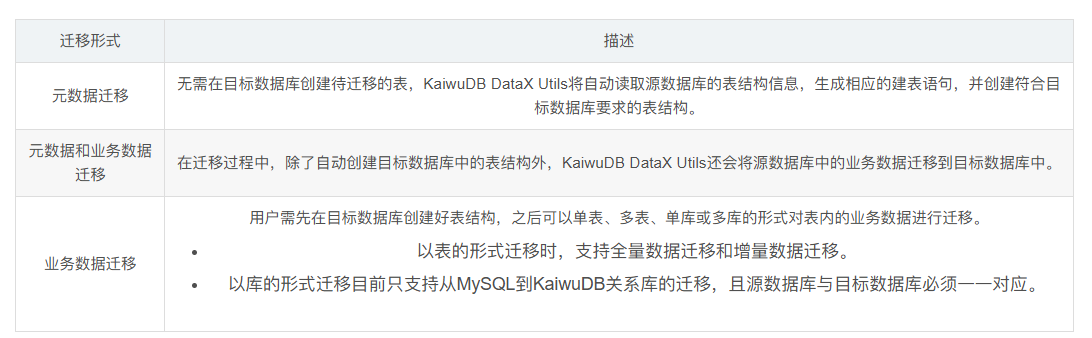 迁移形式
描述
元数据迁移
无需在目标数据库创建待迁移的表，KaiwuDB DataX Utils将自动读取源数据库的表结构信息，生成相应的建表语句，并创建符合目
标数据库要求的表结构。
元数据和业务数据
迁移
在迁移过程中，除了自动创建目标数据库中的表结构外，KaiwuDB DataX Utils还会将源数据库中的业务数据迁移到目标数据库中。
业务数据迁移
用户需先在目标数据库创建好表结构，之后可以单表、多表、单库或多库的形式对表内的业务数据进行迁移。
• 以表的形式迁移时，支持全量数据迁移和增量数据迁移。
• 以库的形式迁移目前只支持从MySQL到KaiwuDB关系库的迁移，且源数据库与目标数据库必须一一对应。